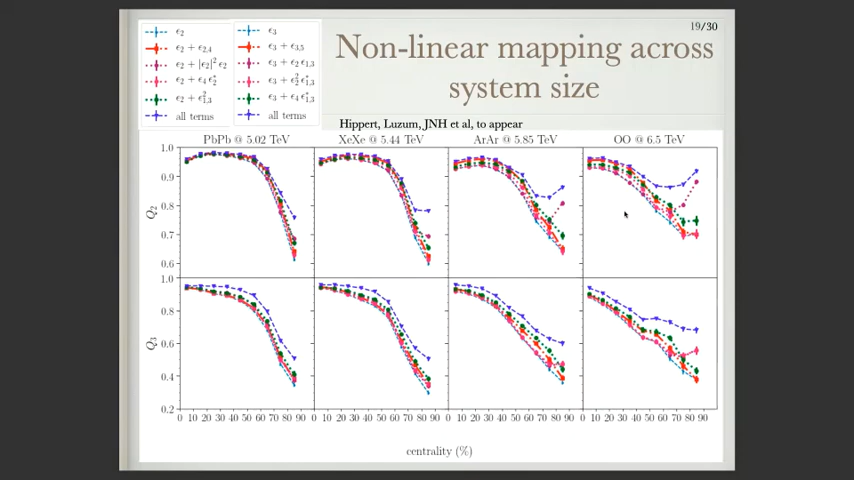 19/30
Non-linear mapping across
system size
Hippert, Luzum, JNH et al, to appear
ε₂
ε₂ + ε₂,₄
ε₂ + |ε₂|² ε₂
ε₂ + ε₄ ε₂*
ε₂ + ε₁,₃²
all terms
ε₃
ε₃ + ε₃,₅
ε₃ + ε₂ ε₁,₃
ε₃ + ε₂² ε₁,₃*
ε₃ + ε₄ ε₁,₃*
all terms
PbPb @ 5.02 TeV
XeXe @ 5.44 TeV
ArAr @ 5.85 TeV
OO @ 6.5 TeV
Q₂
1.0
0.9
0.8
0.7
0.6
Q₃
1.0
0.8
0.6
0.4
0.2
0 10 20 30 40 50 60 70 80 90
0 10 20 30 40 50 60 70 80 90
0 10 20 30 40 50 60 70 80 90
0 10 20 30 40 50 60 70 80 90
centrality (%)